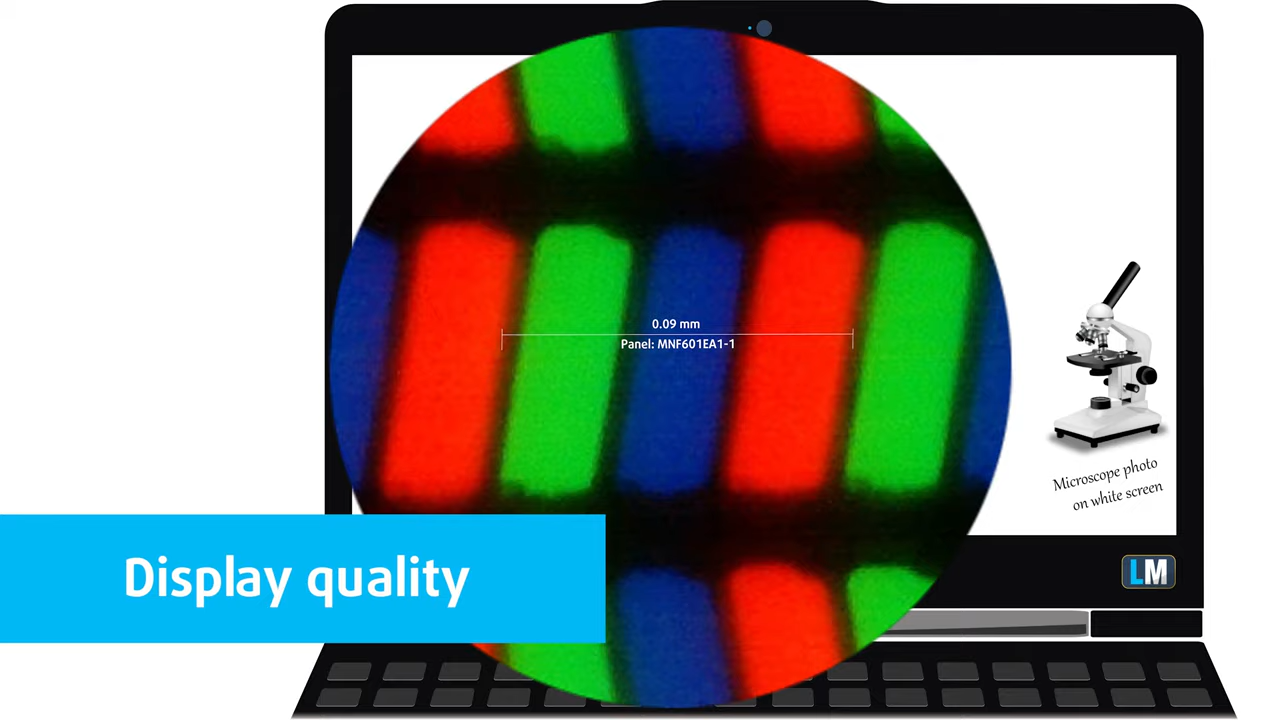 0.09 mm
Panel: MNF601EA1-1
Microscope photo
on white screen
Display quality
LM